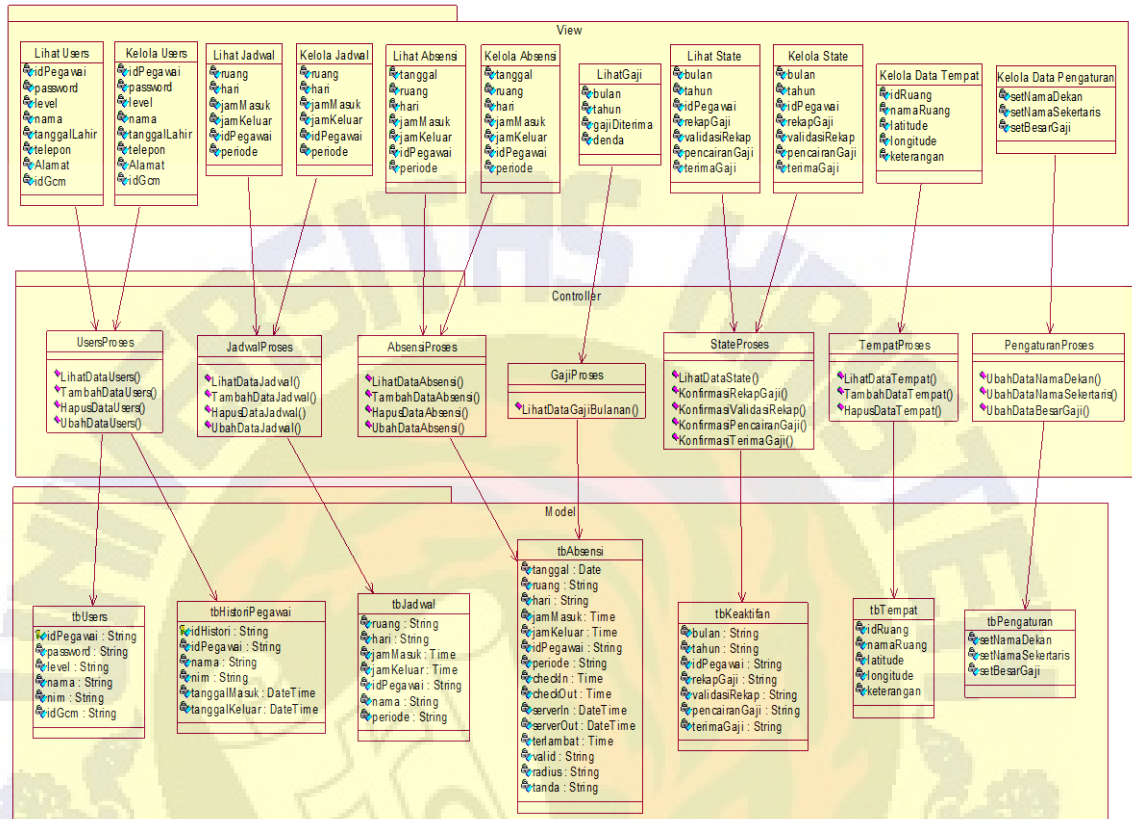 View
Lihat Users
idPegawai
password
level
nama
tanggalLahir
telepon
Alamat
idGcm
Kelola Users
idPegawai
password
level
nama
tanggalLahir
telepon
Alamat
idGcm
Lihat Jadwal
ruang
hari
jamMasuk
jamKeluar
idPegawai
periode
Kelola Jadwal
ruang
hari
jamMasuk
jamKeluar
idPegawai
periode
Lihat Absensi
tanggal
ruang
hari
jamMasuk
jamKeluar
idPegawai
periode
Kelola Absensi
tanggal
ruang
hari
jamMasuk
jamKeluar
idPegawai
periode
LihatGaji
bulan
tahun
gajiDiterima
denda
Lihat State
bulan
tahun
idPegawai
rekapGaji
validasiRekap
pencairanGaji
terimaGaji
Kelola State
bulan
tahun
idPegawai
rekapGaji
validasiRekap
pencairanGaji
terimaGaji
Kelola Data Tempat
idRuang
namaRuang
latitude
longitude
keterangan
Kelola Data Pengaturan
setNamaDekan
setNamaSekertaris
setBesarGaji
Controller
UsersProses
LihatDataUsers()
TambahDataUsers()
HapusDataUsers()
UbahDataUsers()
JadwalProses
LihatDataJadwal()
TambahDataJadwal()
HapusDataJadwal()
UbahDataJadwal()
AbsensiProses
LihatDataAbsensi()
TambahDataAbsensi()
HapusDataAbsensi()
UbahDataAbsensi()
GajiProses
LihatDataGajiBulanan()
StateProses
LihatDataState()
KonfirmasiRekapGaji()
KonfirmasiValidasiRekap()
KonfirmasiPencairanGaji()
KonfirmasiTerimaGaji()
TempatProses
LihatDataTempat()
TambahDataTempat()
HapusDataTempat()
PengaturanProses
UbahDataNamaDekan()
UbahDataNamaSekertaris()
UbahDataBesarGaji()
Model
tbUsers
idPegawai : String
password : String
level : String
nama : String
nim : String
idGcm : String
tbHistoriPegawai
idHistori : String
idPegawai : String
nama : String
nim : String
tanggalMasuk : DateTime
tanggalKeluar : DateTime
tbJadwal
ruang : String
hari : String
jamMasuk : Time
jamKeluar : Time
idPegawai : String
nama : String
periode : String
tbAbsensi
tanggal : Date
ruang : String
hari : String
jamMasuk : Time
jamKeluar : Time
idPegawai : String
periode : String
checkIn : Time
checkOut : Time
serverIn : DateTime
serverOut : DateTime
terlambat : Time
valid : String
radius : String
tanda : String
tbKeaktifan
bulan : String
tahun : String
idPegawai : String
rekapGaji : String
validasiRekap : String
pencairanGaji : String
terimaGaji : String
tbTempat
idRuang
namaRuang
latitude
longitude
keterangan
tbPengaturan
setNamaDekan
setNamaSekertaris
setBesarGaji